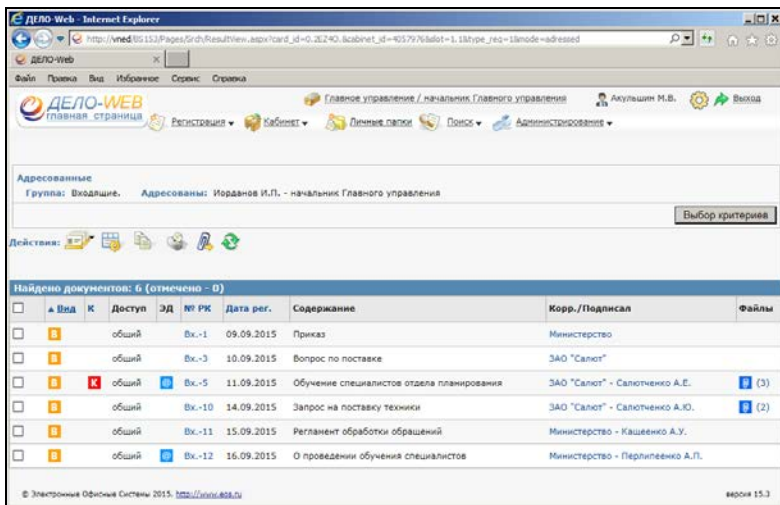 ДЕЛО-Web - Internet Explorer
ДЕЛО-Web
Файл Правка Вид Избранное Сервис Справка
ДЕЛО-WEB
главная страница
Главное управление / начальник Главного управления Акульшин М.В. Выход
Регистрация Кабинет Личные папки Поиск Администрирование
Адресованные
Группа: Входящие. Адресованы: Иорданов И.П. - начальник Главного управления
Выбор критериев
Действия:
Найдено документов: 6 (отмечено - 0)
Вид К Доступ ЭД № РК Дата рег. Содержание Корр./Подписал Файлы
В общий Вх.-1 09.09.2015 Приказ Министерство
В общий Вх.-3 10.09.2015 Вопрос по поставке ЗАО "Салют"
В К общий @ Вх.-5 11.09.2015 Обучение специалистов отдела планирования ЗАО "Салют" - Салютченко А.Е. (3)
В общий Вх.-10 14.09.2015 Запрос на поставку техники ЗАО "Салют" - Салютченко А.Ю. (2)
В общий Вх.-11 15.09.2015 Регламент обработки обращений Министерство - Кащеенко А.У.
В общий @ Вх.-12 16.09.2015 О проведении обучения специалистов Министерство - Перлипеенко А.П.
© Электронные Офисные Системы 2015, http://www.eos.ru версия 15.3